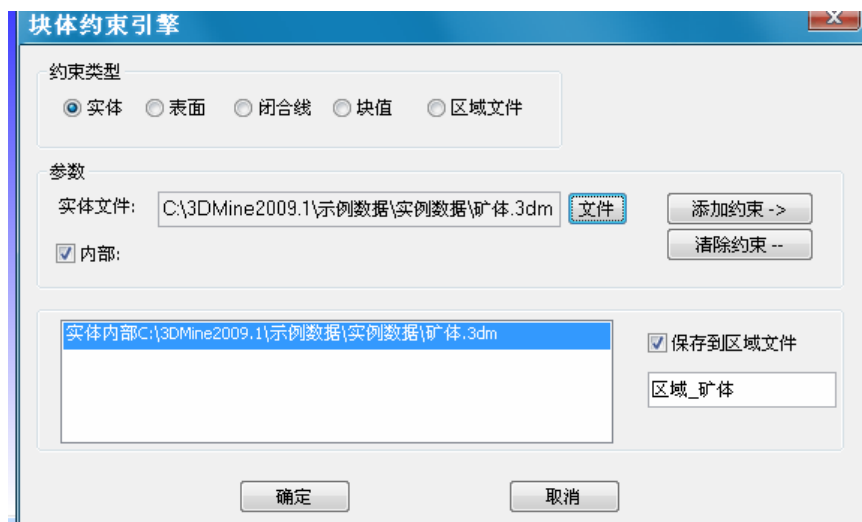 块体约束引擎
约束类型
实体 表面 闭合线 块值 区域文件
参数
实体文件: C:\3DMine2009.1\示例数据\实例数据\矿体.3dm 文件 添加约束 ->
内部: 清除约束 --
实体内部C:\3DMine2009.1\示例数据\实例数据\矿体.3dm
保存到区域文件
区域_矿体
确定 取消